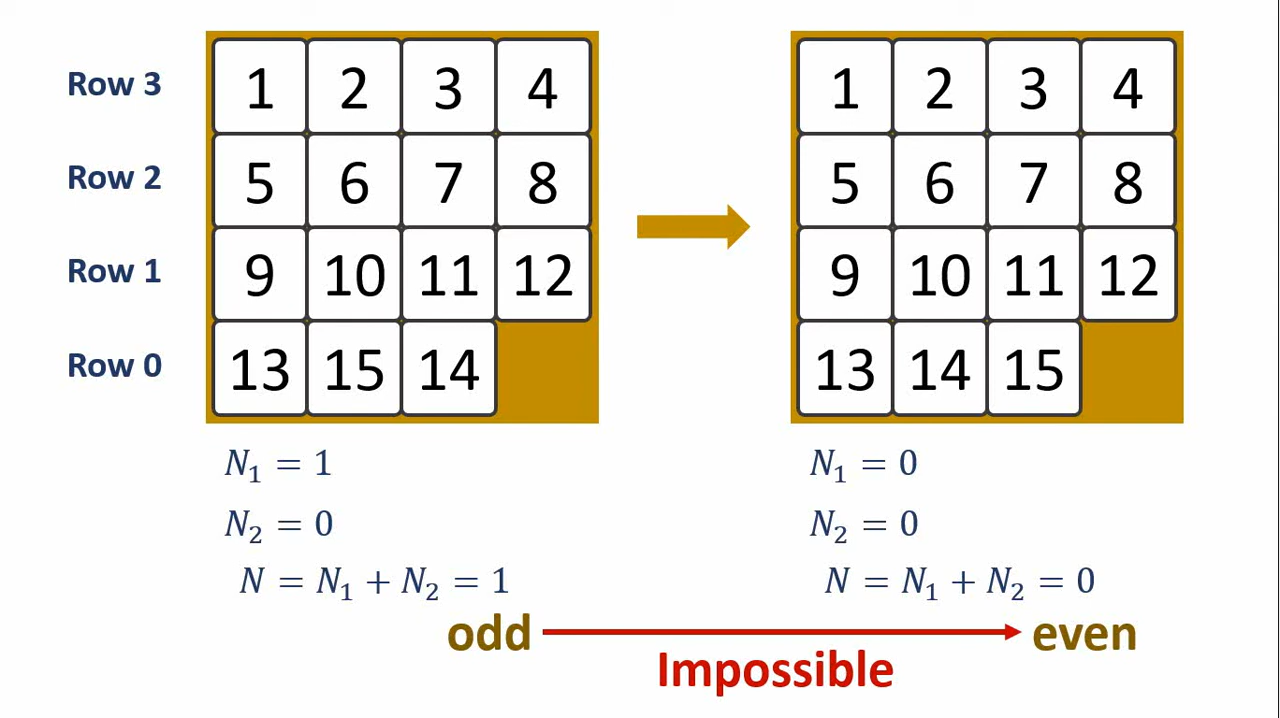 Row 3 1 2 3 4 1 2 3 4
Row 2 5 6 7 8 5 6 7 8
Row 1 9 10 11 12 9 10 11 12
Row 0 13 15 14 13 14 15
N₁ = 1 N₁ = 0
N₂ = 0 N₂ = 0
N = N₁ + N₂ = 1 N = N₁ + N₂ = 0
odd even
Impossible